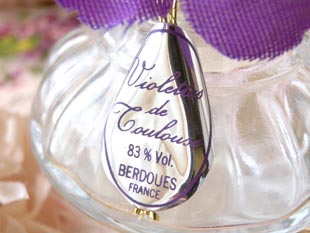 Violettes
de
Toulouse
83 % Vol.
BERDOUES
FRANCE